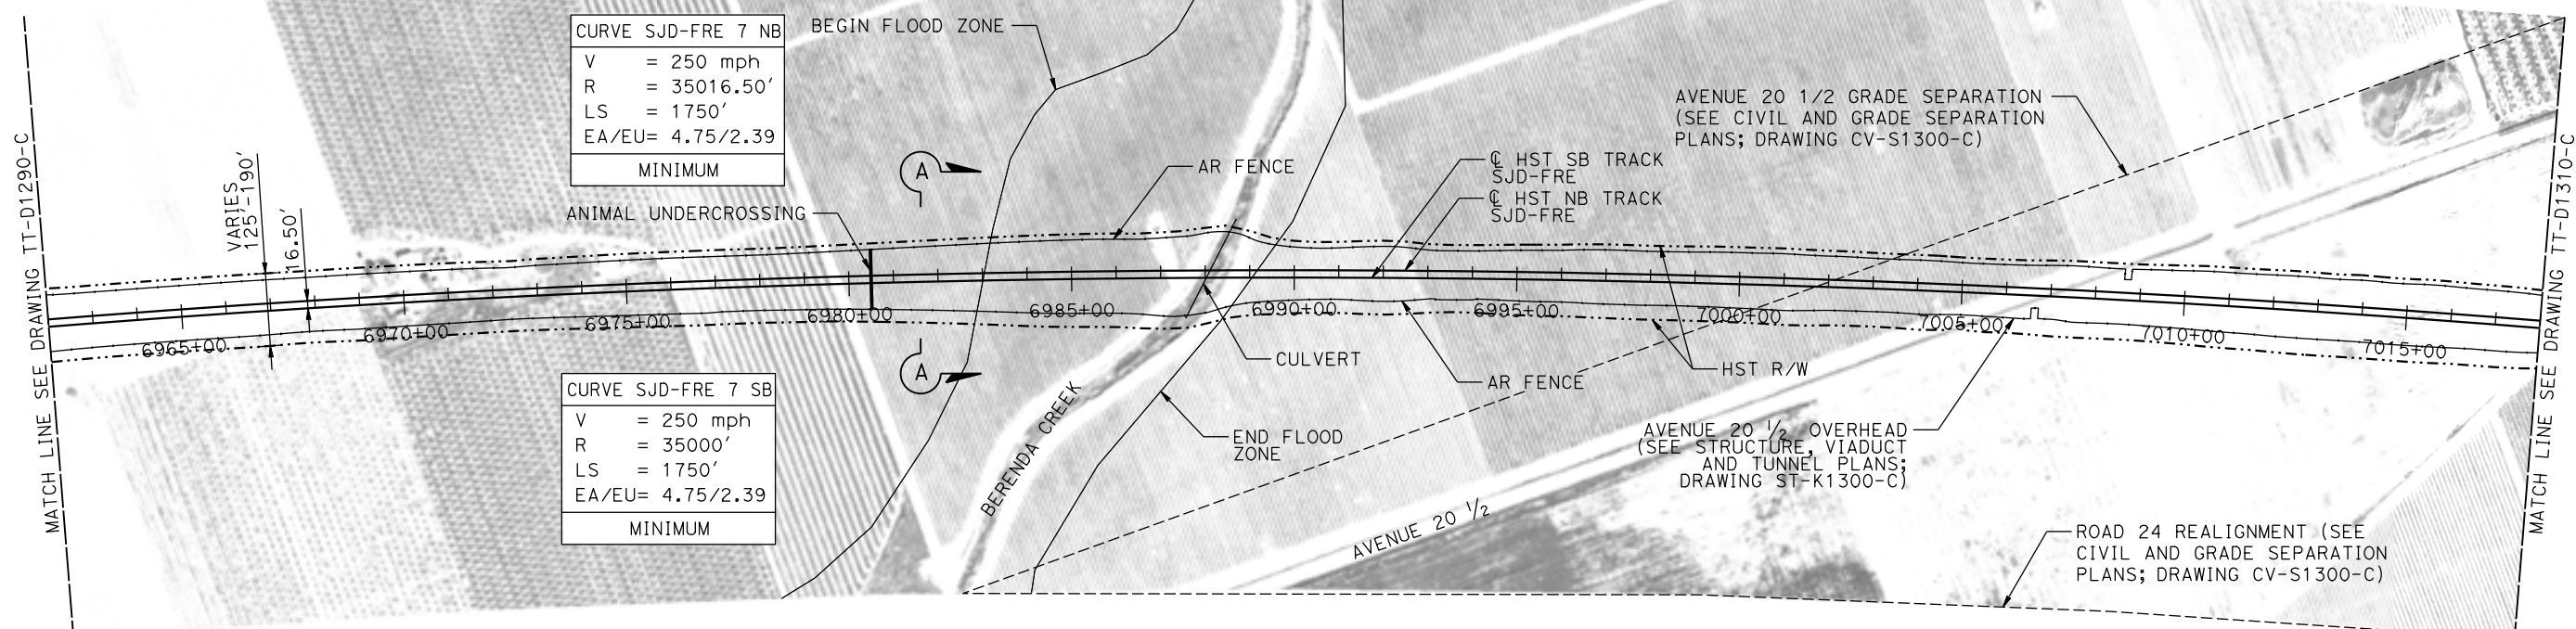 MATCH LINE SEE DRAWING TT-D1290-C
CURVE SJD-FRE 7 NB
V = 250 mph
R = 35016.50'
LS = 1750'
EA/EU= 4.75/2.39
MINIMUM
BEGIN FLOOD ZONE
ANIMAL UNDERCROSSING
A
AR FENCE
VARIES
125'-190'
16.50'
℄ HST SB TRACK
SJD-FRE
℄ HST NB TRACK
SJD-FRE
AVENUE 20 1/2 GRADE SEPARATION
(SEE CIVIL AND GRADE SEPARATION
PLANS; DRAWING CV-S1300-C)
6965+00
6970+00
6975+00
6980+00
6985+00
6990+00
6995+00
7000+00
7005+00
7010+00
7015+00
CURVE SJD-FRE 7 SB
V = 250 mph
R = 35000'
LS = 1750'
EA/EU= 4.75/2.39
MINIMUM
A
CULVERT
AR FENCE
HST R/W
BERENDA CREEK
END FLOOD
ZONE
AVENUE 20 1/2 OVERHEAD
(SEE STRUCTURE, VIADUCT
AND TUNNEL PLANS;
DRAWING ST-K1300-C)
AVENUE 20 1/2
ROAD 24 REALIGNMENT (SEE
CIVIL AND GRADE SEPARATION
PLANS; DRAWING CV-S1300-C)
MATCH LINE SEE DRAWING TT-D1310-C